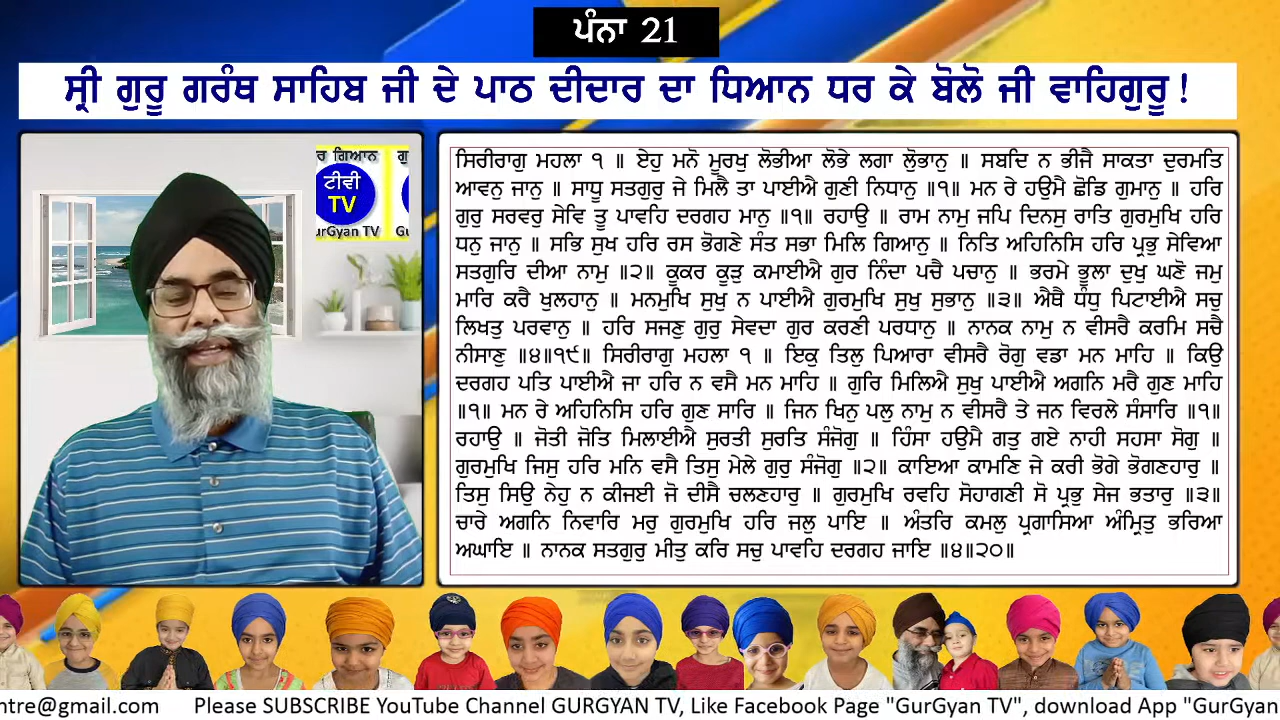 ਪੰਨਾ 21
ਸ੍ਰੀ ਗੁਰੂ ਗਰੰਥ ਸਾਹਿਬ ਜੀ ਦੇ ਪਾਠ ਦੀਦਾਰ ਦਾ ਧਿਆਨ ਧਰ ਕੇ ਬੋਲੋ ਜੀ ਵਾਹਿਗੁਰੂ !
ਰ ਗਿਆਨ
ਗੁ
ਟੀਵੀ
TV
GurGyan TV
Gu
ਸਿਰੀਰਾਗੁ ਮਹਲਾ ੧ ॥ ਏਹੁ ਮਨੋ ਮੂਰਖੁ ਲੋਭੀਆ ਲੋਭੇ ਲਗਾ ਲੋੁਭਾਨੁ ॥ ਸਬਦਿ ਨ ਭੀਜੈ ਸਾਕਤਾ ਦੁਰਮਤਿ
ਆਵਨੁ ਜਾਨੁ ॥ ਸਾਧੂ ਸਤਗੁਰੁ ਜੇ ਮਿਲੈ ਤਾ ਪਾਈਐ ਗੁਣੀ ਨਿਧਾਨੁ ॥੧॥ ਮਨ ਰੇ ਹਉਮੈ ਛੋਡਿ ਗੁਮਾਨੁ ॥ ਹਰਿ
ਗੁਰੁ ਸਰਵਰੁ ਸੇਵਿ ਤੂ ਪਾਵਹਿ ਦਰਗਹ ਮਾਨੁ ॥੧॥ ਰਹਾਉ ॥ ਰਾਮ ਨਾਮੁ ਜਪਿ ਦਿਨਸੁ ਰਾਤਿ ਗੁਰਮੁਖਿ ਹਰਿ
ਧਨੁ ਜਾਨੁ ॥ ਸਭਿ ਸੁਖ ਹਰਿ ਰਸ ਭੋਗਣੇ ਸੰਤ ਸਭਾ ਮਿਲਿ ਗਿਆਨੁ ॥ ਨਿਤਿ ਅਹਿਨਿਸਿ ਹਰਿ ਪ੍ਰਭੁ ਸੇਵਿਆ
ਸਤਗੁਰਿ ਦੀਆ ਨਾਮੁ ॥੨॥ ਕੂਕਰ ਕੂੜੁ ਕਮਾਈਐ ਗੁਰ ਨਿੰਦਾ ਪਚੈ ਪਚਾਨੁ ॥ ਭਰਮੇ ਭੂਲਾ ਦੁਖੁ ਘਣੋ ਜਮੁ
ਮਾਰਿ ਕਰੈ ਖੁਲਹਾਨੁ ॥ ਮਨਮੁਖਿ ਸੁਖੁ ਨ ਪਾਈਐ ਗੁਰਮੁਖਿ ਸੁਖੁ ਸੁਭਾਨੁ ॥੩॥ ਐਥੈ ਧੰਧੁ ਪਿਟਾਈਐ ਸਚੁ
ਲਿਖਤੁ ਪਰਵਾਨੁ ॥ ਹਰਿ ਸਜਣੁ ਗੁਰੁ ਸੇਵਦਾ ਗੁਰ ਕਰਣੀ ਪਰਧਾਨੁ ॥ ਨਾਨਕ ਨਾਮੁ ਨ ਵੀਸਰੈ ਕਰਮਿ ਸਚੈ
ਨੀਸਾਣੁ ॥੪॥੧੯॥ ਸਿਰੀਰਾਗੁ ਮਹਲਾ ੧ ॥ ਇਕੁ ਤਿਲੁ ਪਿਆਰਾ ਵੀਸਰੈ ਰੋਗੁ ਵਡਾ ਮਨ ਮਾਹਿ ॥ ਕਿਉ
ਦਰਗਹ ਪਤਿ ਪਾਈਐ ਜਾ ਹਰਿ ਨ ਵਸੈ ਮਨ ਮਾਹਿ ॥ ਗੁਰਿ ਮਿਲਿਐ ਸੁਖੁ ਪਾਈਐ ਅਗਨਿ ਮਰੈ ਗੁਣ ਮਾਹਿ
॥੧॥ ਮਨ ਰੇ ਅਹਿਨਿਸਿ ਹਰਿ ਗੁਣ ਸਾਰਿ ॥ ਜਿਨ ਖਿਨੁ ਪਲੁ ਨਾਮੁ ਨ ਵੀਸਰੈ ਤੇ ਜਨ ਵਿਰਲੇ ਸੰਸਾਰਿ ॥੧॥
ਰਹਾਉ ॥ ਜੋਤੀ ਜੋਤਿ ਮਿਲਾਈਐ ਸੁਰਤੀ ਸੁਰਤਿ ਸੰਜੋਗੁ ॥ ਹਿੰਸਾ ਹਉਮੈ ਗਤੁ ਗਏ ਨਾਹੀ ਸਹਸਾ ਸੋਗੁ ॥
ਗੁਰਮੁਖਿ ਜਿਸੁ ਹਰਿ ਮਨਿ ਵਸੈ ਤਿਸੁ ਮੇਲੇ ਗੁਰੁ ਸੰਜੋਗੁ ॥੨॥ ਕਾਇਆ ਕਾਮਣਿ ਜੇ ਕਰੀ ਭੋਗੇ ਭੋਗਣਹਾਰੁ ॥
ਤਿਸੁ ਸਿਉ ਨੇਹੁ ਨ ਕੀਜਈ ਜੋ ਦੀਸੈ ਚਲਣਹਾਰੁ ॥ ਗੁਰਮੁਖਿ ਰਵਹਿ ਸੋਹਾਗਣੀ ਸੋ ਪ੍ਰਭੁ ਸੇਜ ਭਤਾਰੁ ॥੩॥
ਚਾਰੇ ਅਗਨਿ ਨਿਵਾਰਿ ਮਰੁ ਗੁਰਮੁਖਿ ਹਰਿ ਜਲੁ ਪਾਇ ॥ ਅੰਤਰਿ ਕਮਲੁ ਪ੍ਰਗਾਸਿਆ ਅੰਮ੍ਰਿਤੁ ਭਰਿਆ
ਅਘਾਇ ॥ ਨਾਨਕ ਸਤਗੁਰੁ ਮੀਤੁ ਕਰਿ ਸਚੁ ਪਾਵਹਿ ਦਰਗਹ ਜਾਇ ॥੪॥੨੦॥
ntre@gmail.com Please SUBSCRIBE YouTube Channel GURGYAN TV, Like Facebook Page "GurGyan TV", download App "GurGyan